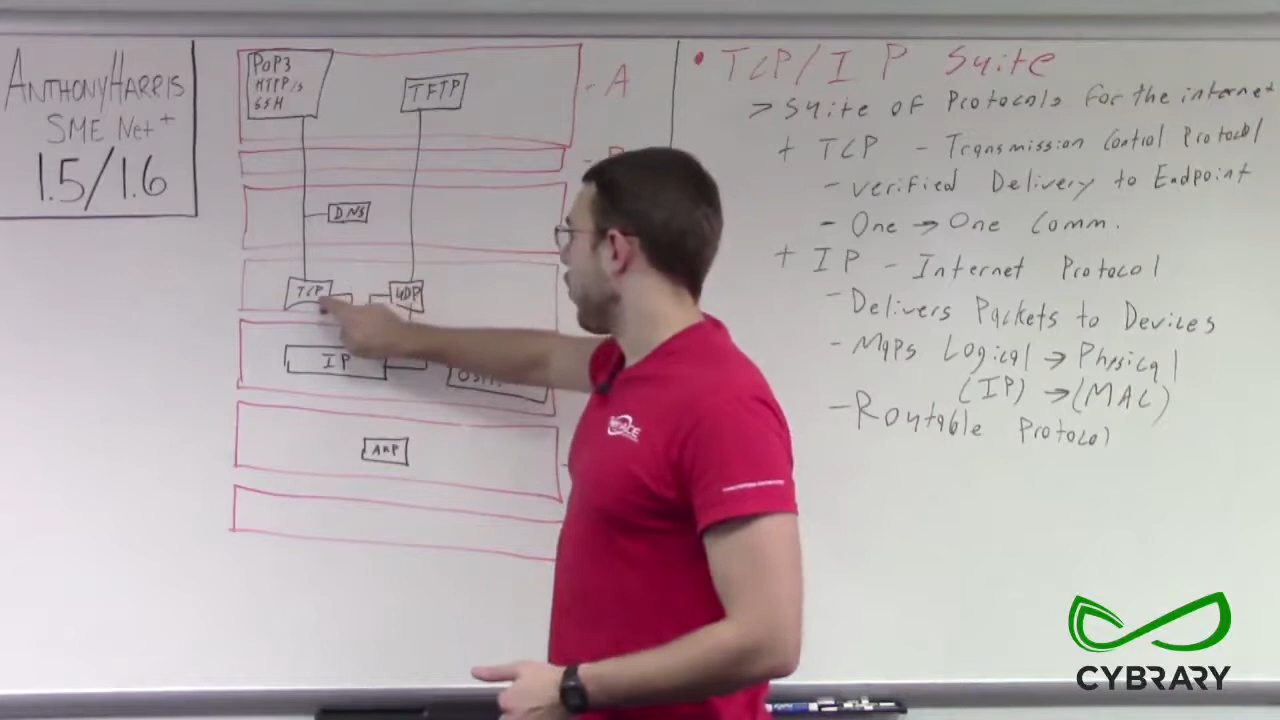 ANTHONY HARRIS
SME Net+
1.5/1.6
POP3
HTTP/s
SSH
TFTP
- A
DNS
TCP
UDP
IP
ARP
• TCP/IP Suite
> Suite of Protocols for the internet
+ TCP - Transmission Control Protocol
- verified Delivery to Endpoint
- One → One Comm.
+ IP - Internet Protocol
- Delivers Packets to Devices
- Maps Logical → Physical
(IP) → (MAC)
- Routable Protocol
CYBRARY